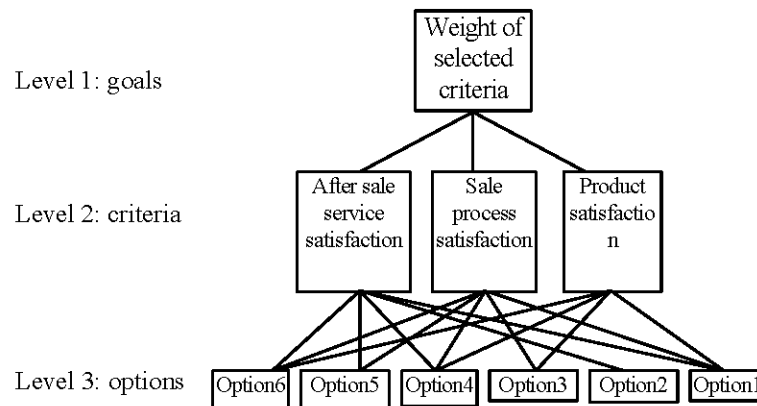 Weight of
selected
criteria
Level 1: goals
After sale
service
satisfaction
Sale
process
satisfaction
Product
satisfactio
n
Level 2: criteria
Level 3: options
Option6
Option5
Option4
Option3
Option2
Option1